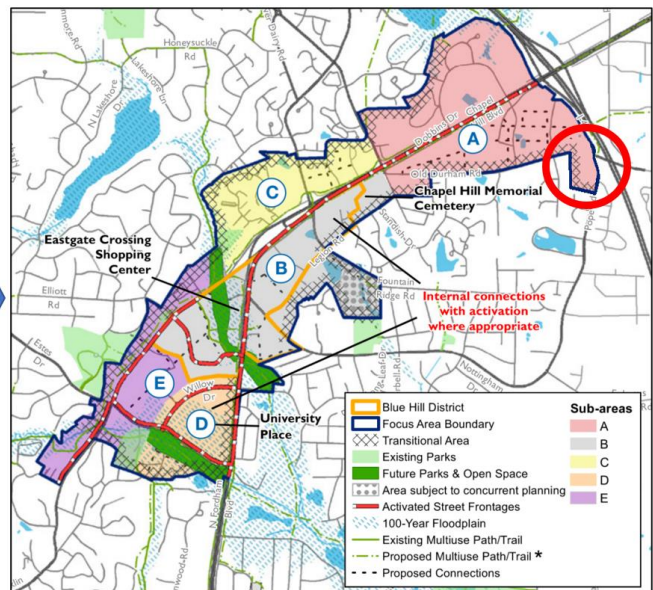 Honeysuckle
Rd
Lakeshore Ln
N Lakeshore
Dr
Dobbins Dr
Chapel
Hill Blvd
A
Old Durham Rd
C
Chapel Hill Memorial
Cemetery
Standish Dr
Eastgate Crossing
Shopping
Center
B
Legion Rd
Fountain
Ridge Rd
Elliott
Rd
Internal connections
with activation
where appropriate
Estes
Dr
E
Willow
Dr
Nottingham
Dr
D
University
Place
N Fordham
Blvd
Blue Hill District
Focus Area Boundary
Transitional Area
Existing Parks
Future Parks & Open Space
Area subject to concurrent planning
Activated Street Frontages
100-Year Floodplain
Existing Multiuse Path/Trail
Proposed Multiuse Path/Trail *
Proposed Connections
Sub-areas
A
B
C
D
E